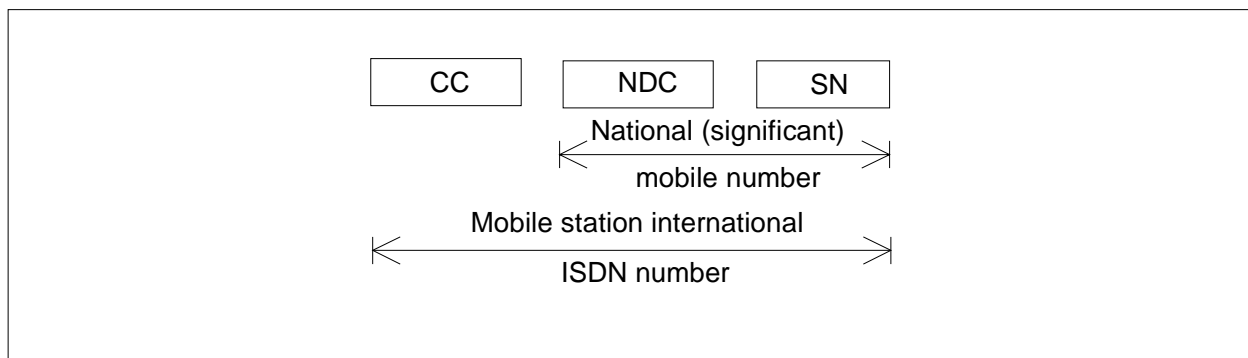 CC NDC SN
National (significant)
mobile number
Mobile station international
ISDN number